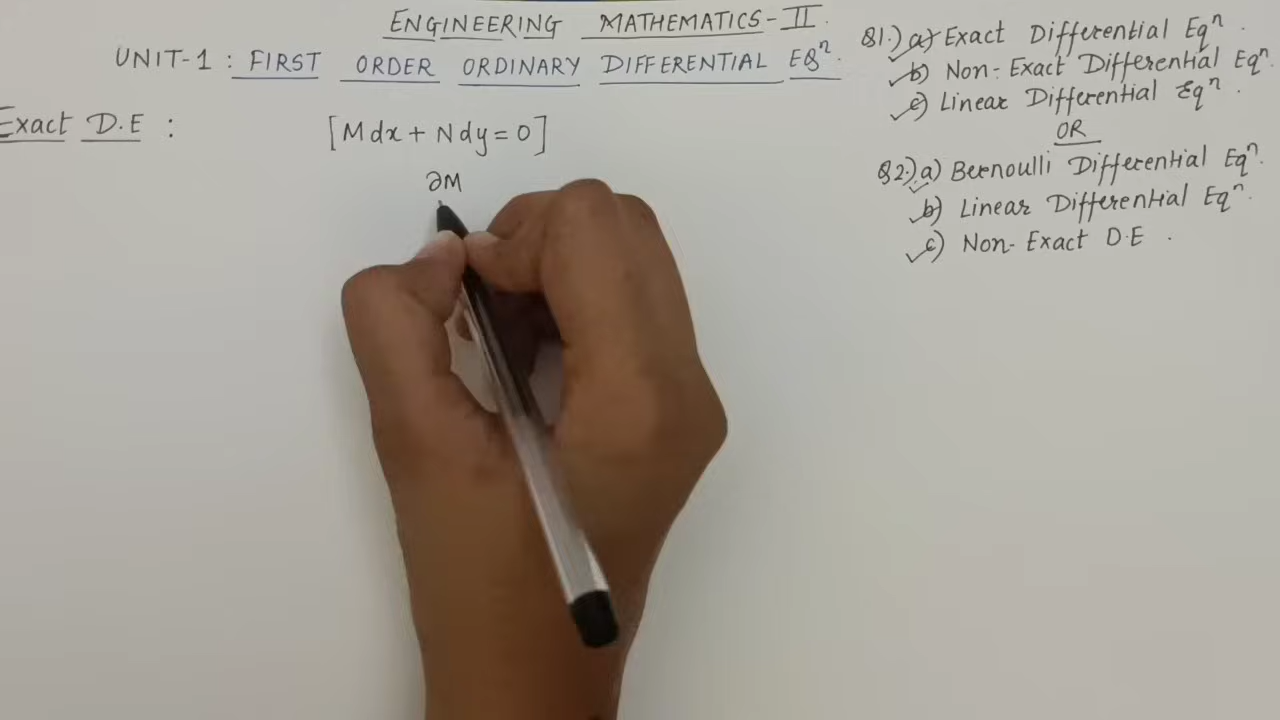 ENGINEERING MATHEMATICS-II.
UNIT-1 : FIRST ORDER ORDINARY DIFFERENTIAL EQⁿ.
Exact D.E :
[Mdx + Ndy = 0]
∂M
Q1.) a) Exact Differential Eqⁿ.
b) Non-Exact Differential Eqⁿ.
c) Linear Differential Eqⁿ.
OR
Q2.) a) Bernoulli Differential Eqⁿ.
b) Linear Differential Eqⁿ.
c) Non-Exact D.E.